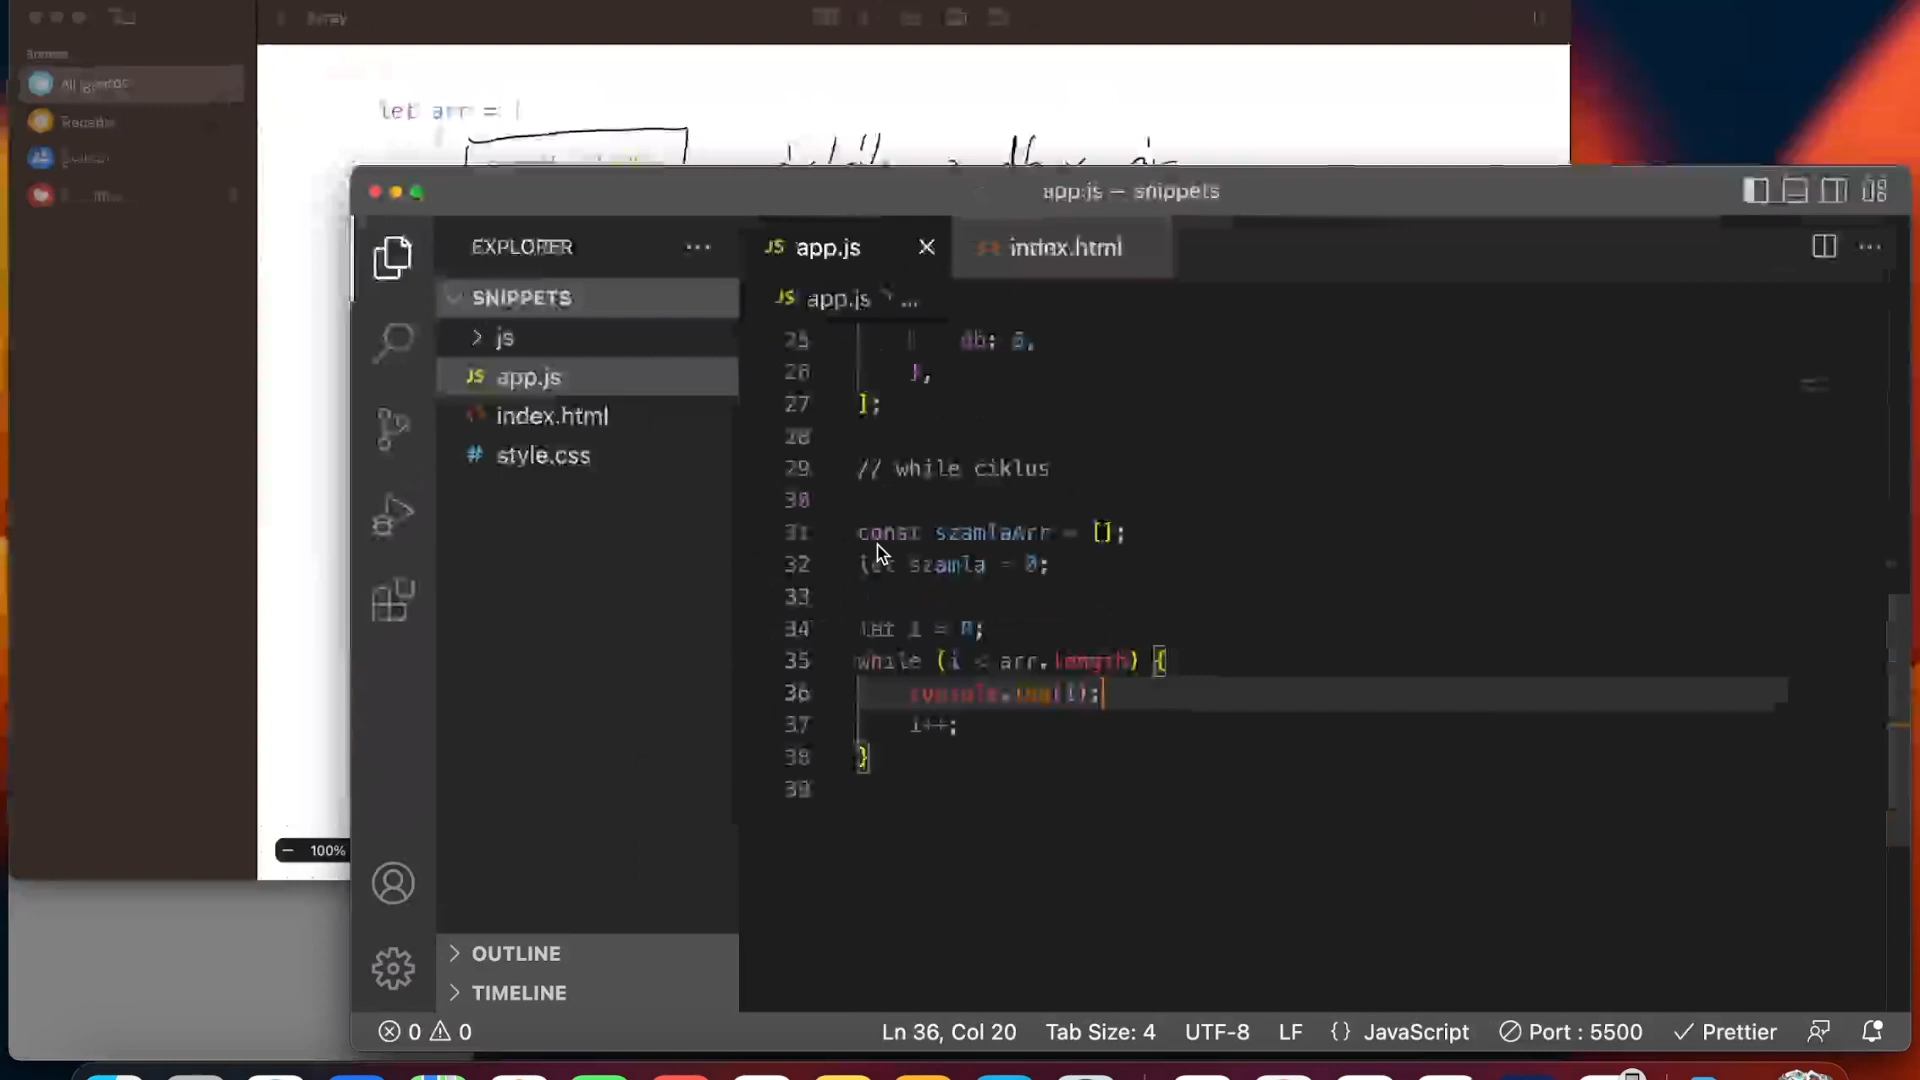 let arr = [
app.js — snippets
EXPLORER
SNIPPETS
js
app.js
index.html
style.css
OUTLINE
TIMELINE
app.js
index.html
app.js
...
25 db: 
26 },
27 ];
28
29 // while ciklus
30
31 const szamlaArr = [];
32 let szamla = 0;
33
34 let i = 0;
35 while (i < arr.length) {
36 console.log(i);
37 i++;
38 }
39
100%
0 0
Ln 36, Col 20
Tab Size: 4
UTF-8
LF
{ } JavaScript
Port : 5500
Prettier